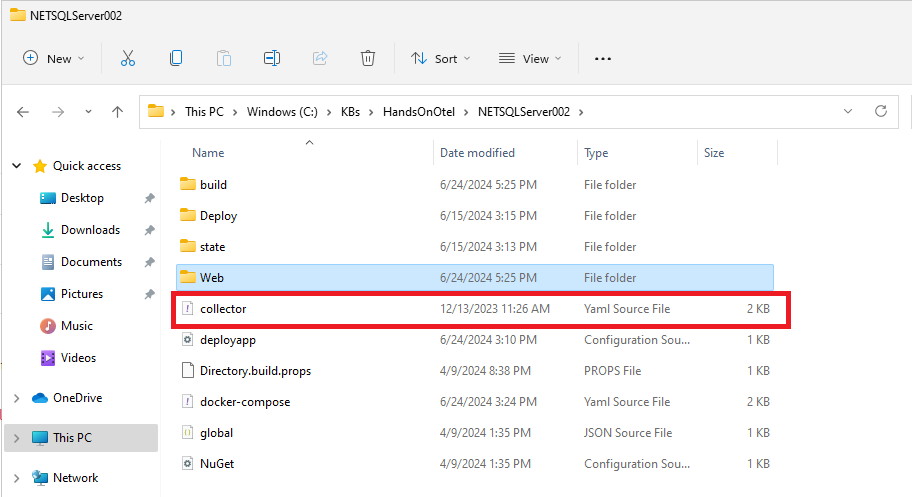 NETSQLServer002
New
Sort
View
This PC > Windows (C:) > KBs > HandsOnOtel > NETSQLServer002 >
Name Date modified Type Size
Quick access
Desktop
Downloads
Documents
Pictures
Music
Videos
OneDrive
This PC
Network
build 6/24/2024 5:25 PM File folder
Deploy 6/15/2024 3:15 PM File folder
state 6/15/2024 3:13 PM File folder
Web 6/24/2024 5:25 PM File folder
collector 12/13/2023 11:26 AM Yaml Source File 2 KB
deployapp 6/24/2024 3:10 PM Configuration Sou... 1 KB
Directory.build.props 4/9/2024 8:38 PM PROPS File 1 KB
docker-compose 6/24/2024 3:24 PM Yaml Source File 2 KB
global 4/9/2024 1:35 PM JSON Source File 1 KB
NuGet 4/9/2024 1:35 PM Configuration Sou... 1 KB